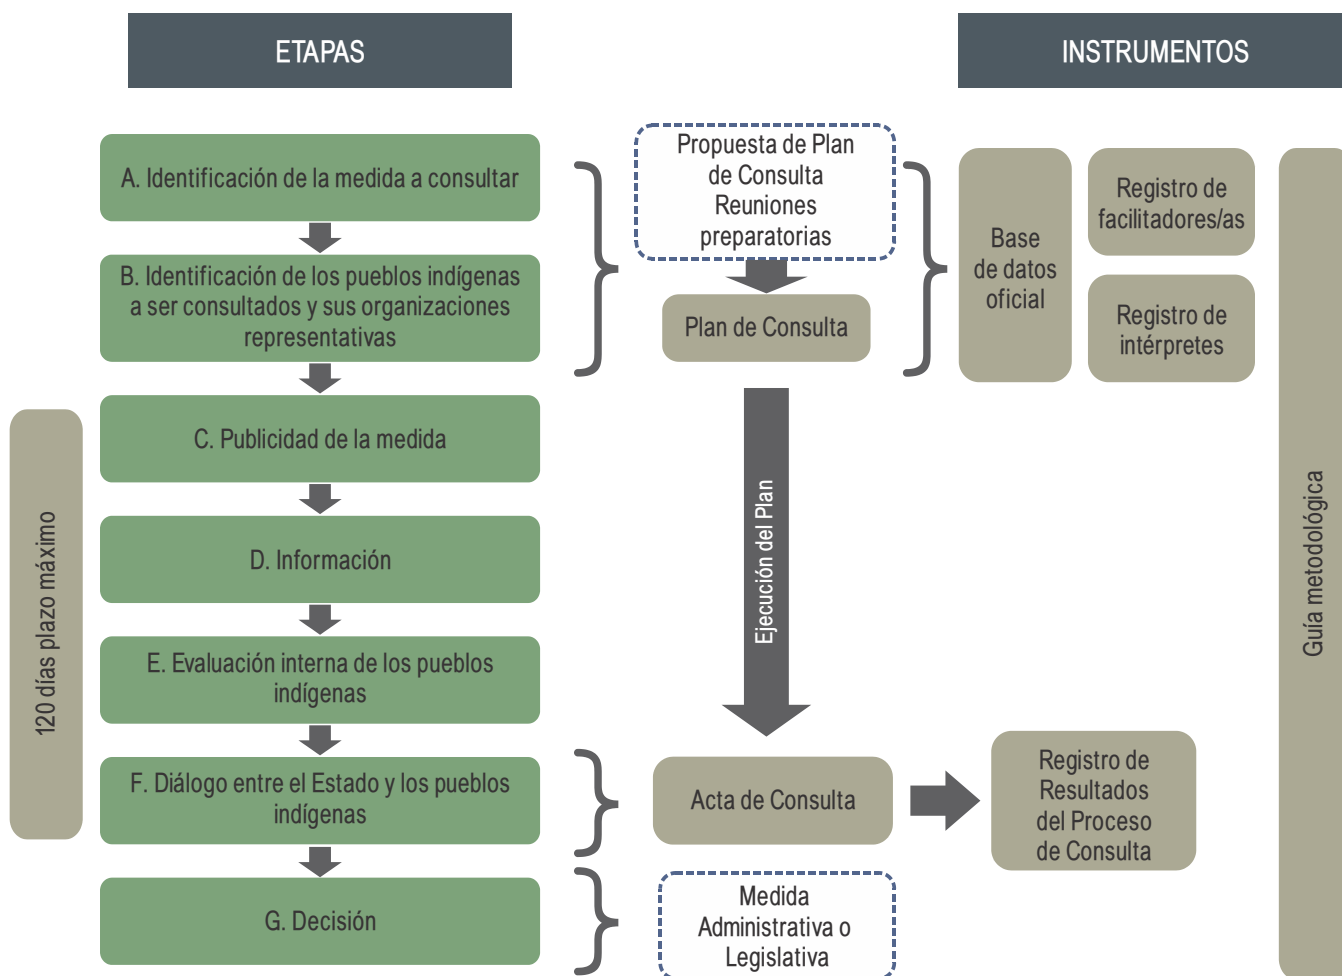 ETAPAS
INSTRUMENTOS
A. Identificación de la medida a consultar
B. Identificación de los pueblos indígenas
a ser consultados y sus organizaciones
representativas
C. Publicidad de la medida
D. Información
E. Evaluación interna de los pueblos
indígenas
F. Diálogo entre el Estado y los pueblos
indígenas
G. Decisión
120 días plazo máximo
Propuesta de Plan
de Consulta
Reuniones
preparatorias
Plan de Consulta
Ejecución del Plan
Acta de Consulta
Medida
Administrativa o
Legislativa
Base
de datos
oficial
Registro de
facilitadores/as
Registro de
intérpretes
Registro de
Resultados
del Proceso
de Consulta
Guía metodológica